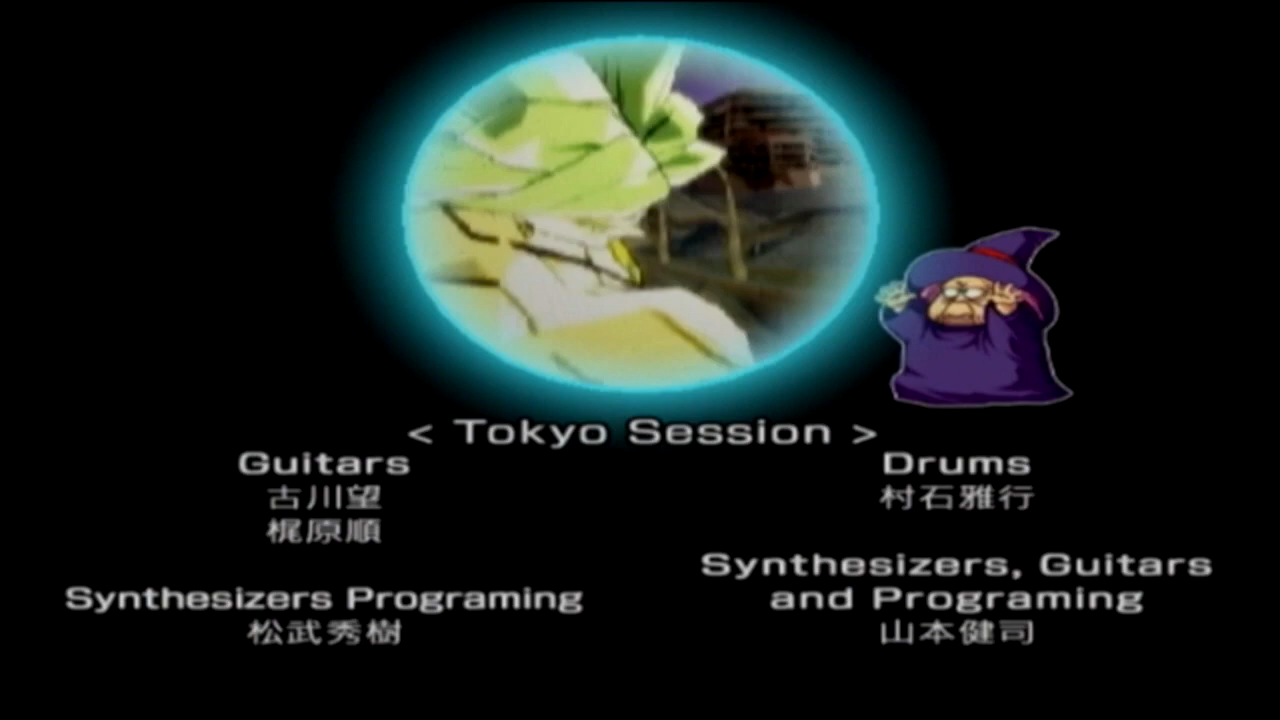 < Tokyo Session >
Guitars
古川望
梶原順
Synthesizers Programing
松武秀樹
Drums
村石雅行
Synthesizers, Guitars
and Programing
山本健司